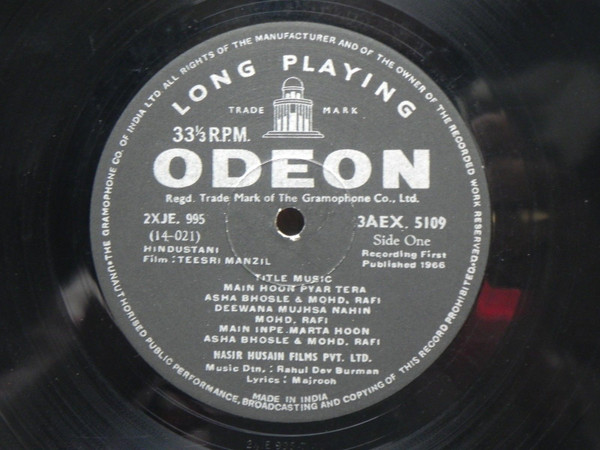 THE GRAMOPHONE CO. OF INDIA LTD ALL RIGHTS OF THE MANUFACTURER AND OF THE OWNER OF THE RECORDED WORK RESERVED.
UNAUTHORISED PUBLIC PERFORMANCE, BROADCASTING AND COPYING OF THIS RECORD PROHIBITED.
LONG PLAYING
TRADE MARK
33⅓ R.P.M.
ODEON
Regd. Trade Mark of The Gramophone Co., Ltd.
2XJE. 995
3AEX. 5109
(14-021)
Side One
HINDUSTANI
Recording First
Film : TEESRI MANZIL
Published 1966
TITLE MUSIC
MAIN HOON PYAR TERA
ASHA BHOSLE & MOHD. RAFI
DEEWANA MUJHSA NAHIN
MOHD. RAFI
MAIN INPE MARTA HOON
ASHA BHOSLE & MOHD. RAFI
NASIR HUSAIN FILMS PVT. LTD.
Music Dtn. : Rahul Dev Burman
Lyrics : Majrooh
MADE IN INDIA